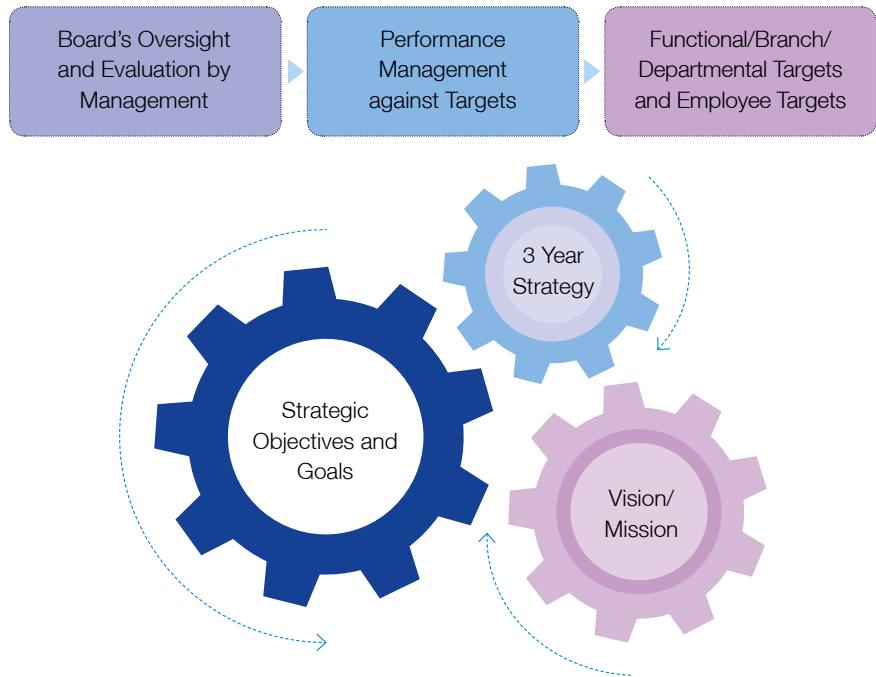 Board’s Oversight
and Evaluation by
Management
Performance
Management
against Targets
Functional/Branch/
Departmental Targets
and Employee Targets
3 Year
Strategy
Strategic
Objectives and
Goals
Vision/
Mission